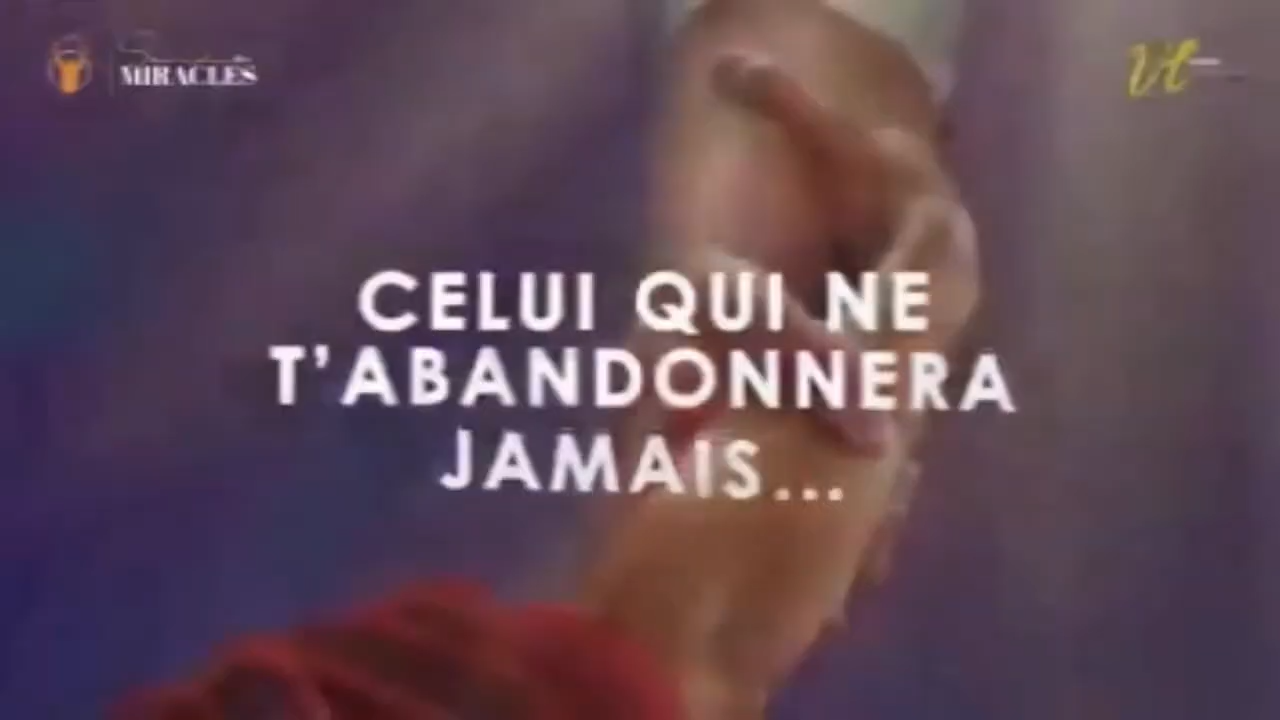 MIRACLES
CELUI QUI NE
T'ABANDONNERA
JAMAIS...